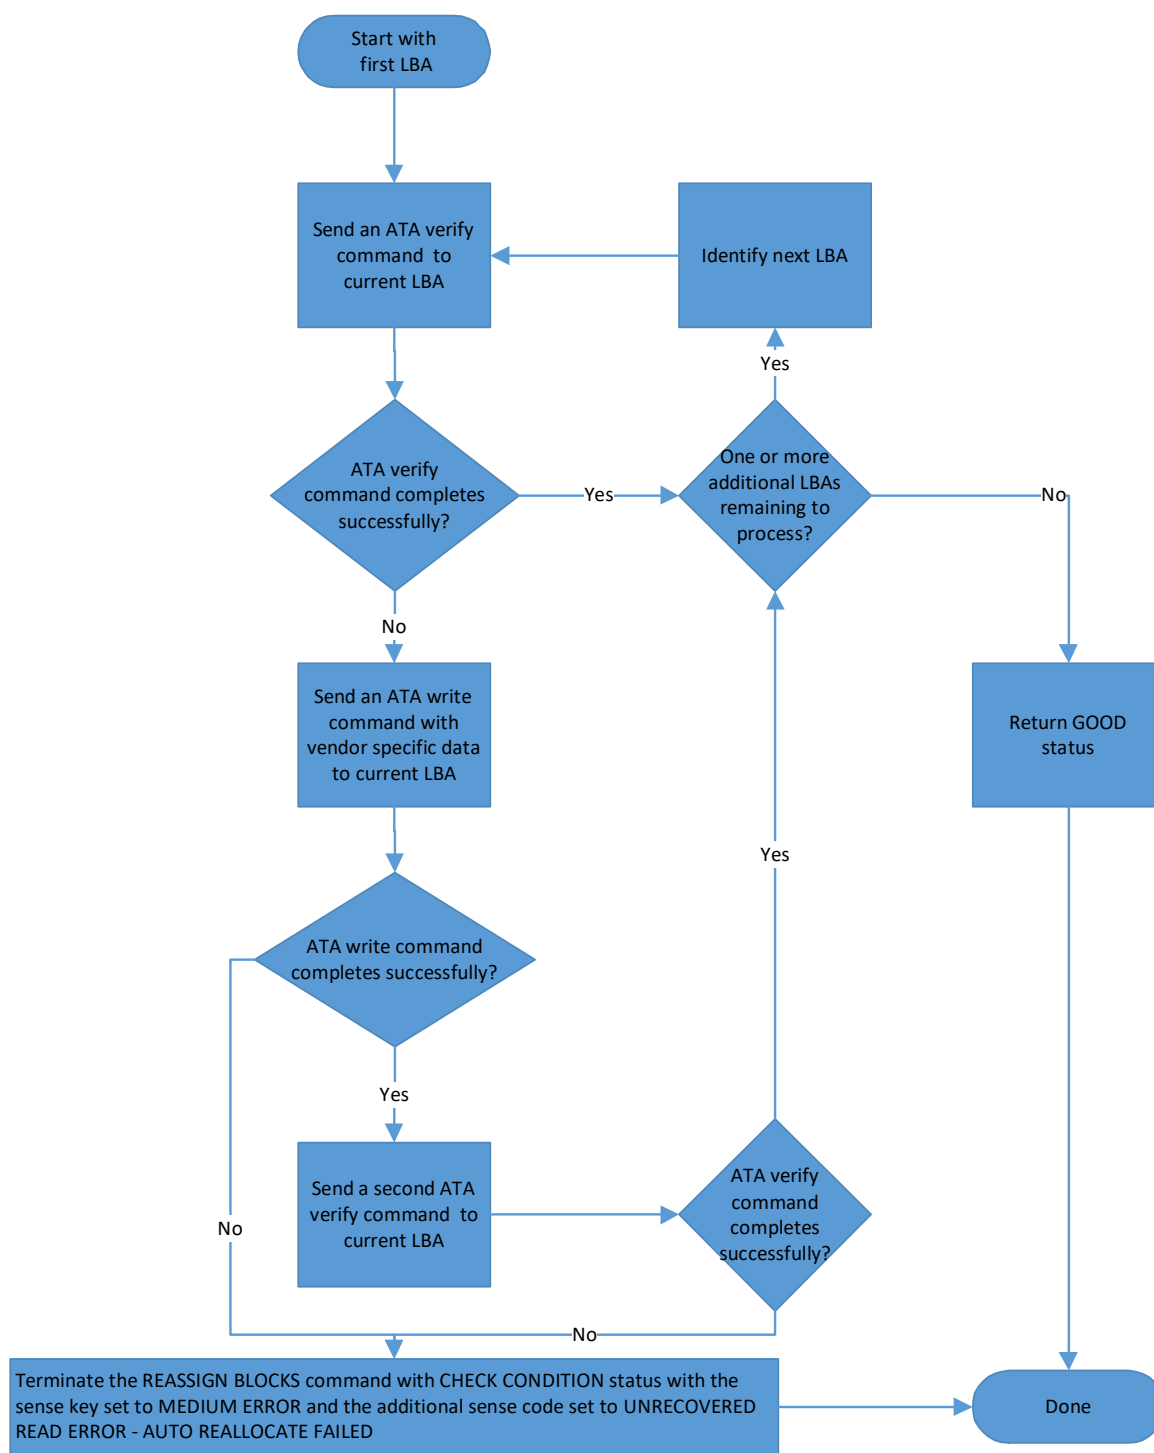 Start with
first LBA
Send an ATA verify
command to
current LBA
Identify next LBA
Yes
ATA verify
command completes
successfully?
Yes
One or more
additional LBAs
remaining to
process?
No
No
Send an ATA write
command with
vendor specific data
to current LBA
Return GOOD
status
Yes
ATA write command
completes successfully?
Yes
Send a second ATA
verify command to
current LBA
ATA verify
command
completes
successfully?
No
No
Terminate the REASSIGN BLOCKS command with CHECK CONDITION status with the
sense key set to MEDIUM ERROR and the additional sense code set to UNRECOVERED
READ ERROR - AUTO REALLOCATE FAILED
Done